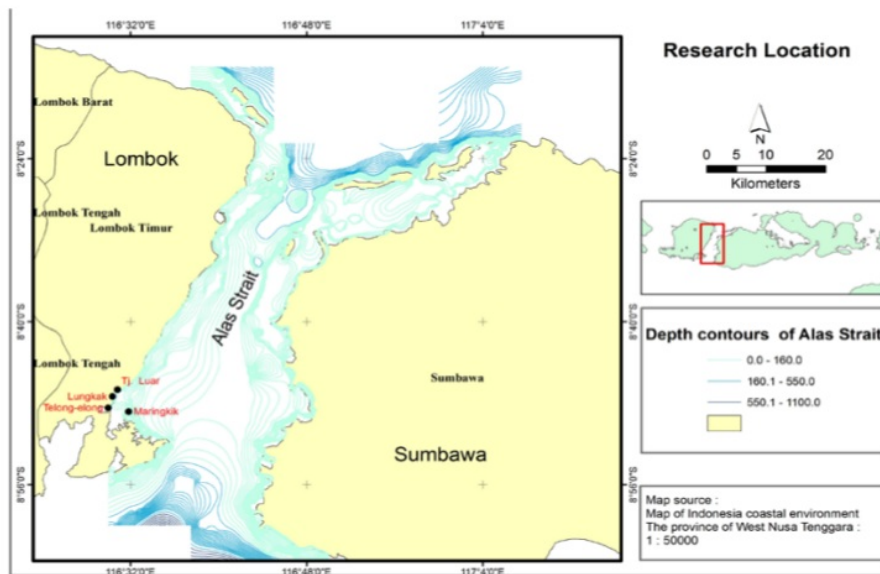 116°32'0"E
116°48'0"E
117°4'0"E
Research Location
Lombok Barat
N
Lombok
8°24'0"S
8°24'0"S
0 5 10 20
Kilometers
Lombok Tengah
Lombok Timur
Alas Strait
8°40'0"S
8°40'0"S
Depth contours of Alas Strait
0.0 - 160.0
160.1 - 550.0
550.1 - 1100.0
Lombok Tengah
Tj. Luar
Lungkak
Telong-elong
Maringkik
Sumbawa
Sumbawa
8°56'0"S
8°56'0"S
Map source :
Map of Indonesia coastal environment
The province of West Nusa Tenggara :
1 : 50000
116°32'0"E
116°48'0"E
117°4'0"E